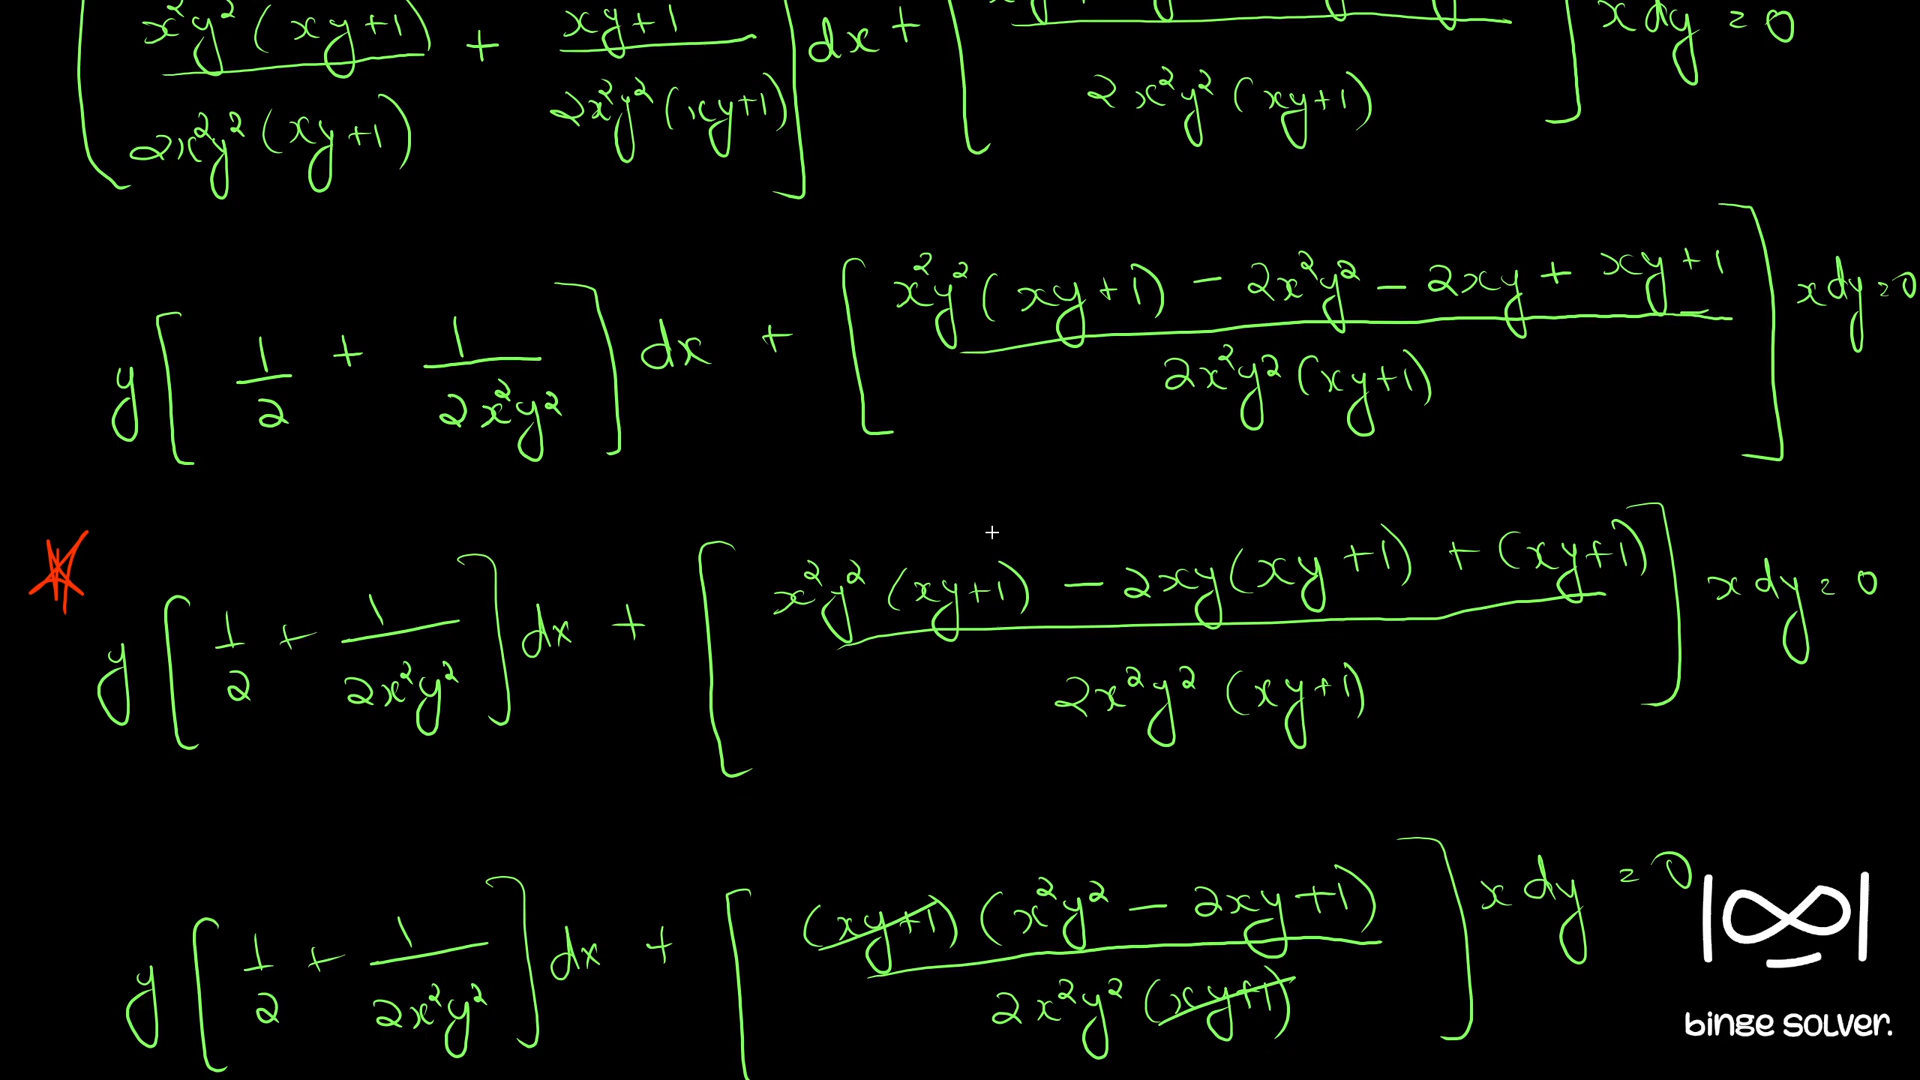 x²y²(xy+1) / 2x²y²(xy+1) + xy+1 / 2x²y²(xy+1) ] dx + [ / 2x²y²(xy+1) ] x dy = 0
y [ 1/2 + 1/2x²y² ] dx + [ x²y²(xy+1) - 2x²y² - 2xy + xy+1 / 2x²y²(xy+1) ] x dy = 0
y [ 1/2 + 1/2x²y² ] dx + [ x²y²(xy+1) - 2xy(xy+1) + (xy+1) / 2x²y²(xy+1) ] x dy = 0
y [ 1/2 + 1/2x²y² ] dx + [ (xy+1)(x²y² - 2xy+1) / 2x²y²(xy+1) ] x dy = 0
binge solver.